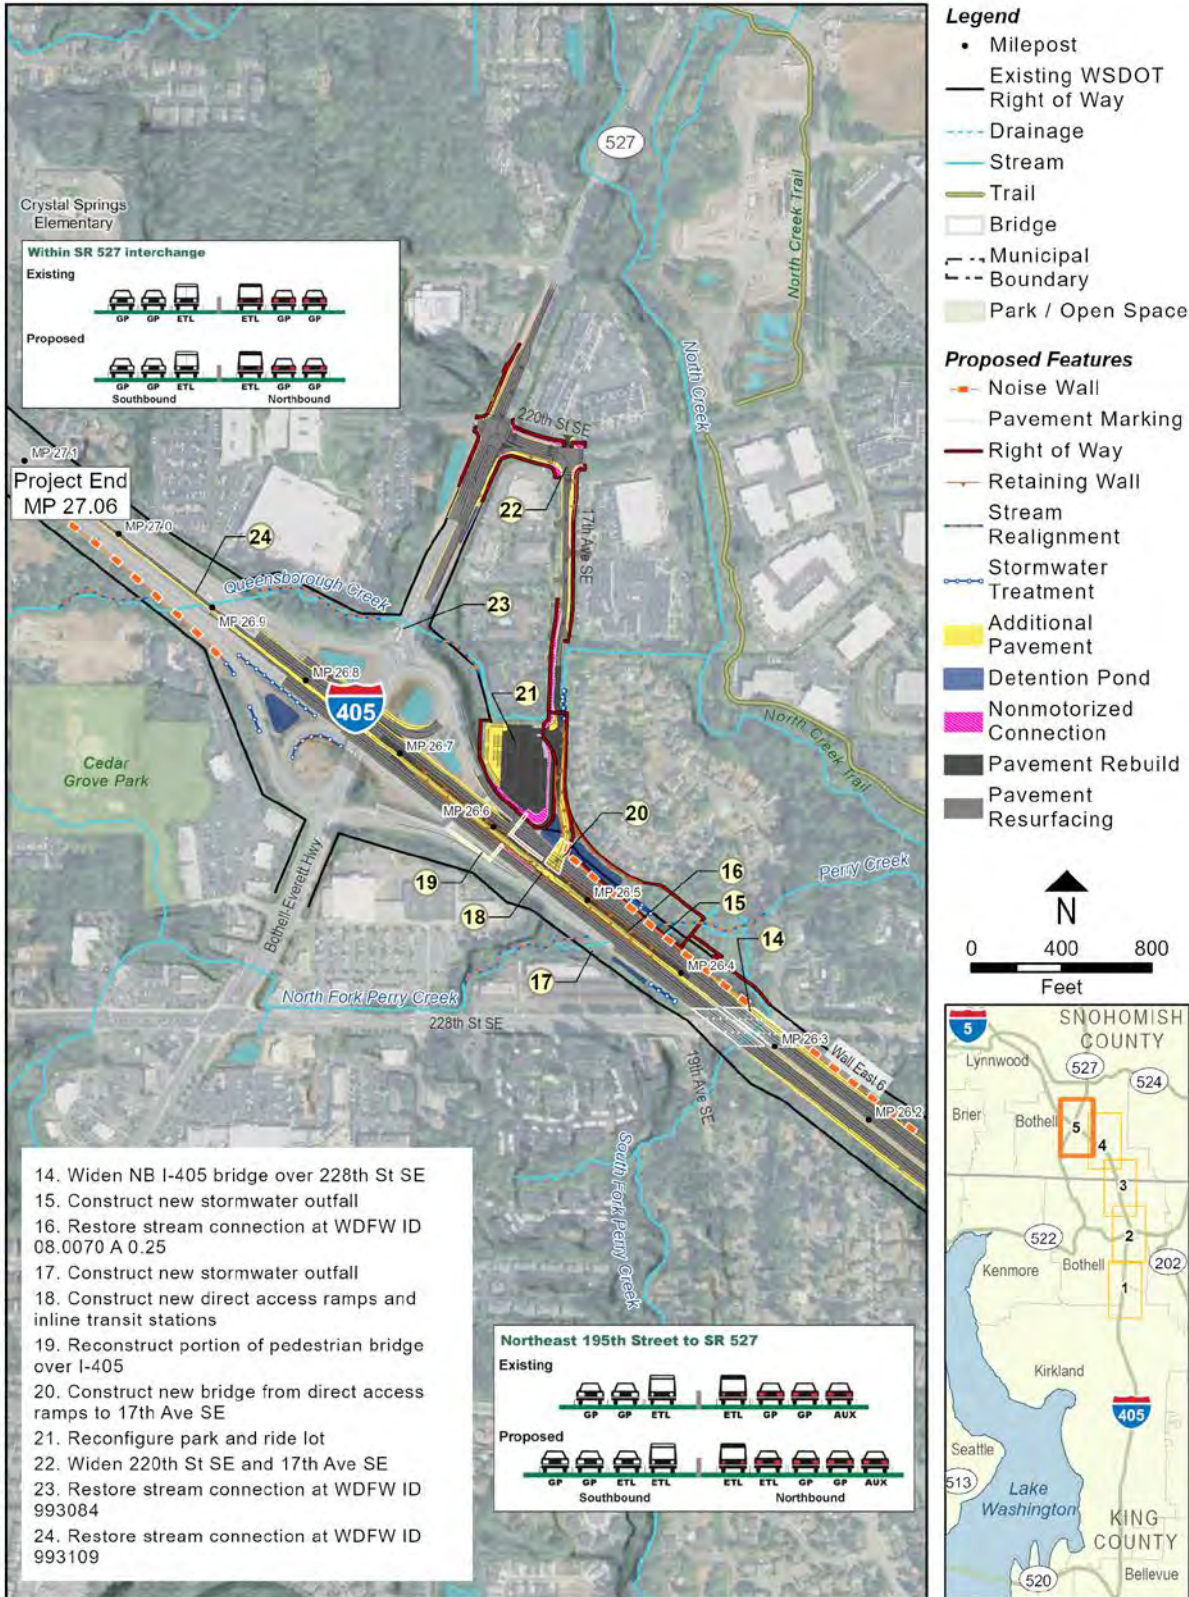 527
Crystal Springs
Elementary
Within SR 527 interchange
Existing
GP GP ETL ETL GP GP
Proposed
GP GP ETL ETL GP GP
Southbound Northbound
North Creek Trail
North Creek
220th St SE
MP 27.1
Project End
MP 27.06
MP 27.0
24
22
17th Ave SE
Queensborough Creek
23
MP 26.9
MP 26.8
21
405
North Creek Trail
MP 26.7
Cedar
Grove Park
MP 26.6
20
Perry Creek
19
16
MP 26.5
18
15
Bothell-Everett Hwy
14
MP 26.4
17
North Fork Perry Creek
228th St SE
MP 26.3
19th Ave SE
Wall East 6
MP 26.2
South Fork Perry Creek
14. Widen NB I-405 bridge over 228th St SE
15. Construct new stormwater outfall
16. Restore stream connection at WDFW ID
08.0070 A 0.25
17. Construct new stormwater outfall
18. Construct new direct access ramps and
inline transit stations
19. Reconstruct portion of pedestrian bridge
over I-405
20. Construct new bridge from direct access
ramps to 17th Ave SE
21. Reconfigure park and ride lot
22. Widen 220th St SE and 17th Ave SE
23. Restore stream connection at WDFW ID
993084
24. Restore stream connection at WDFW ID
993109
Northeast 195th Street to SR 527
Existing
GP GP ETL ETL GP GP AUX
Proposed
GP GP ETL ETL ETL ETL GP GP AUX
Southbound Northbound
Legend
Milepost
Existing WSDOT
Right of Way
Drainage
Stream
Trail
Bridge
Municipal
Boundary
Park / Open Space
Proposed Features
Noise Wall
Pavement Marking
Right of Way
Retaining Wall
Stream
Realignment
Stormwater
Treatment
Additional
Pavement
Detention Pond
Nonmotorized
Connection
Pavement Rebuild
Pavement
Resurfacing
N
0 400 800
Feet
5
SNOHOMISH
COUNTY
Lynnwood
527
524
Brier
Bothell
5
4
3
2
522
Kenmore
Bothell
202
1
Kirkland
405
Seattle
513
Lake
Washington
KING
COUNTY
520
Bellevue